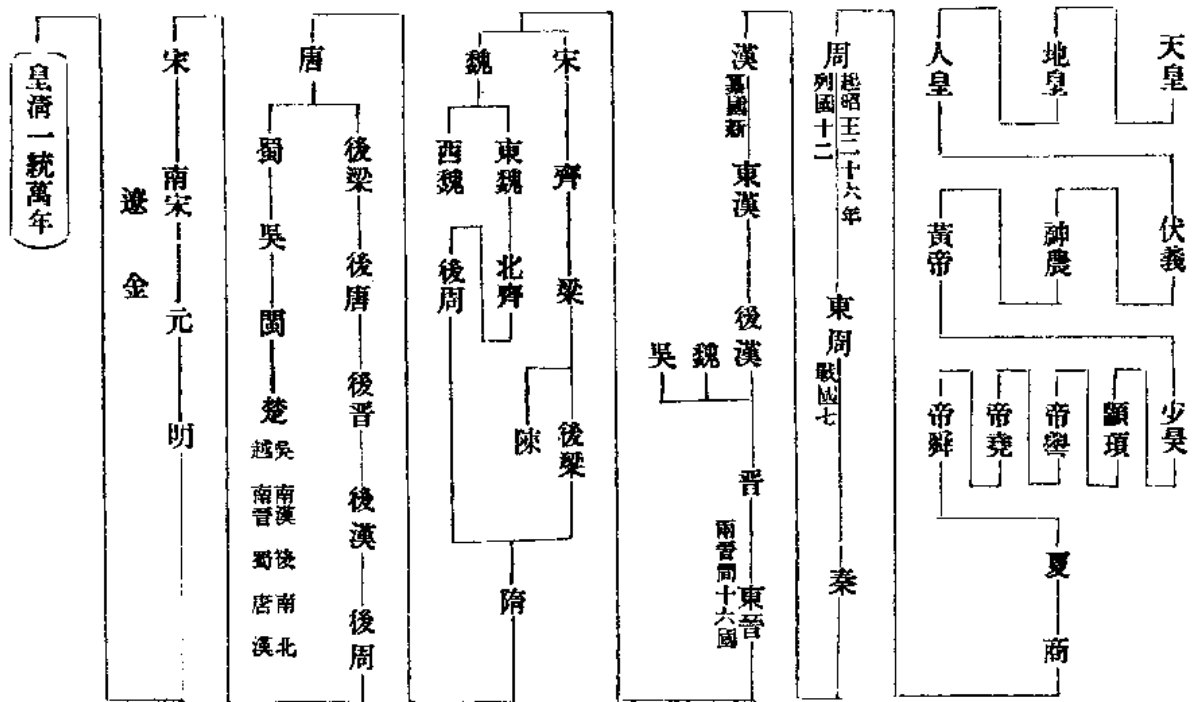 天皇
地皇
人皇
伏羲
神農
黃帝
少昊
顓頊
帝嚳
帝堯
帝舜
夏
商
周
起昭王二十六年
列國十二
東周
戰國七
秦
漢
東漢
後漢
魏
吳
晉
兩晉間十六國
東晉
宋
齊
梁
後梁
陳
魏
東魏
西魏
北齊
後周
隋
唐
後梁
後唐
後晉
後漢
後周
蜀
吳
閩
楚
吳越
南漢
南晉
後蜀
南唐
北漢
宋
南宋
元
明
遼
金
皇清一統萬年